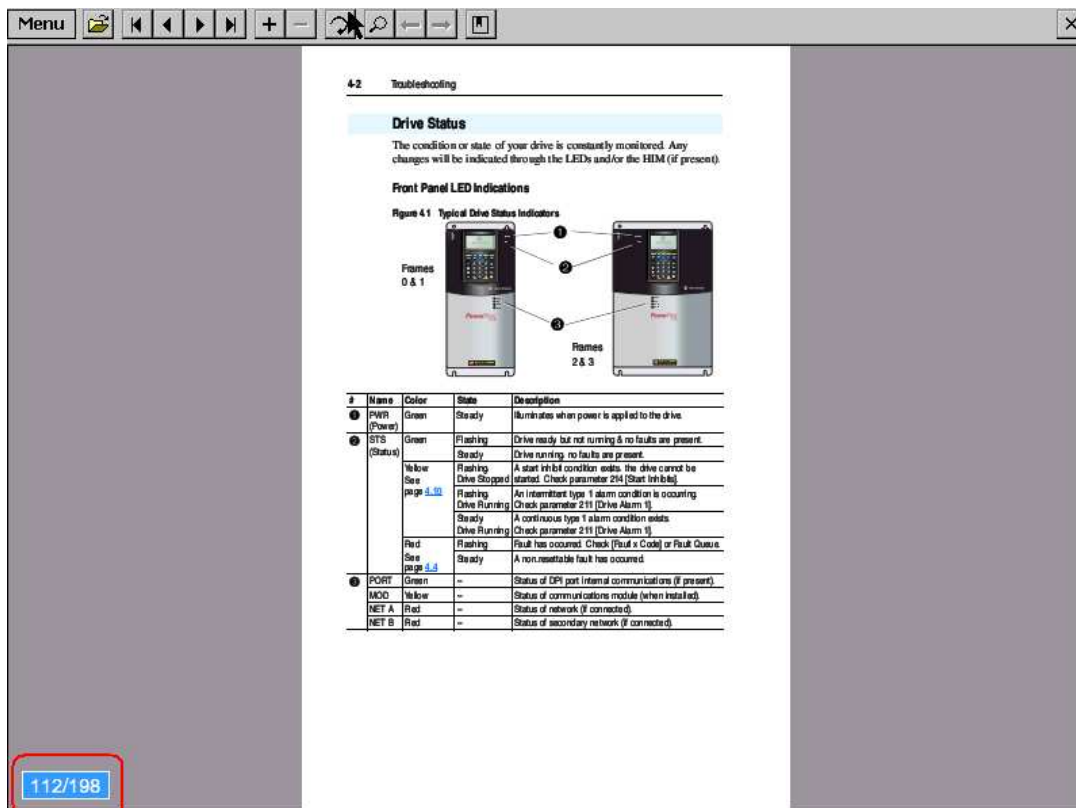 Menu
4-2 Troubleshooting
Drive Status
The condition or state of your drive is constantly monitored. Any
changes will be indicated through the LEDs and/or the HIM (if present).
Front Panel LED Indications
Figure 4.1 Typical Drive Status Indicators
1
2
Frames
0 & 1
3
Frames
2 & 3
# Name Color State Description
1 PWR (Power) Green Steady Illuminates when power is applied to the drive.
2 STS (Status) Green Flashing Drive ready but not running & no faults are present.
Steady Drive running, no faults are present.
Yellow See page 4.10 Flashing, Drive Stopped A start inhibit condition exists, the drive cannot be started. Check parameter 214 [Start Inhibits].
Flashing, Drive Running An intermittent type 1 alarm condition is occurring. Check parameter 211 [Drive Alarm 1].
Steady Drive Running A continuous type 1 alarm condition exists. Check parameter 211 [Drive Alarm 1].
Red See page 4.4 Flashing Fault has occurred. Check [Fault x Code] or Fault Queue.
Steady A non.resettable fault has occurred.
3 PORT Green – Status of DPI port internal communications (if present).
MOD Yellow – Status of communications module (when installed).
NET A Red – Status of network (if connected).
NET B Red – Status of secondary network (if connected).
112/198